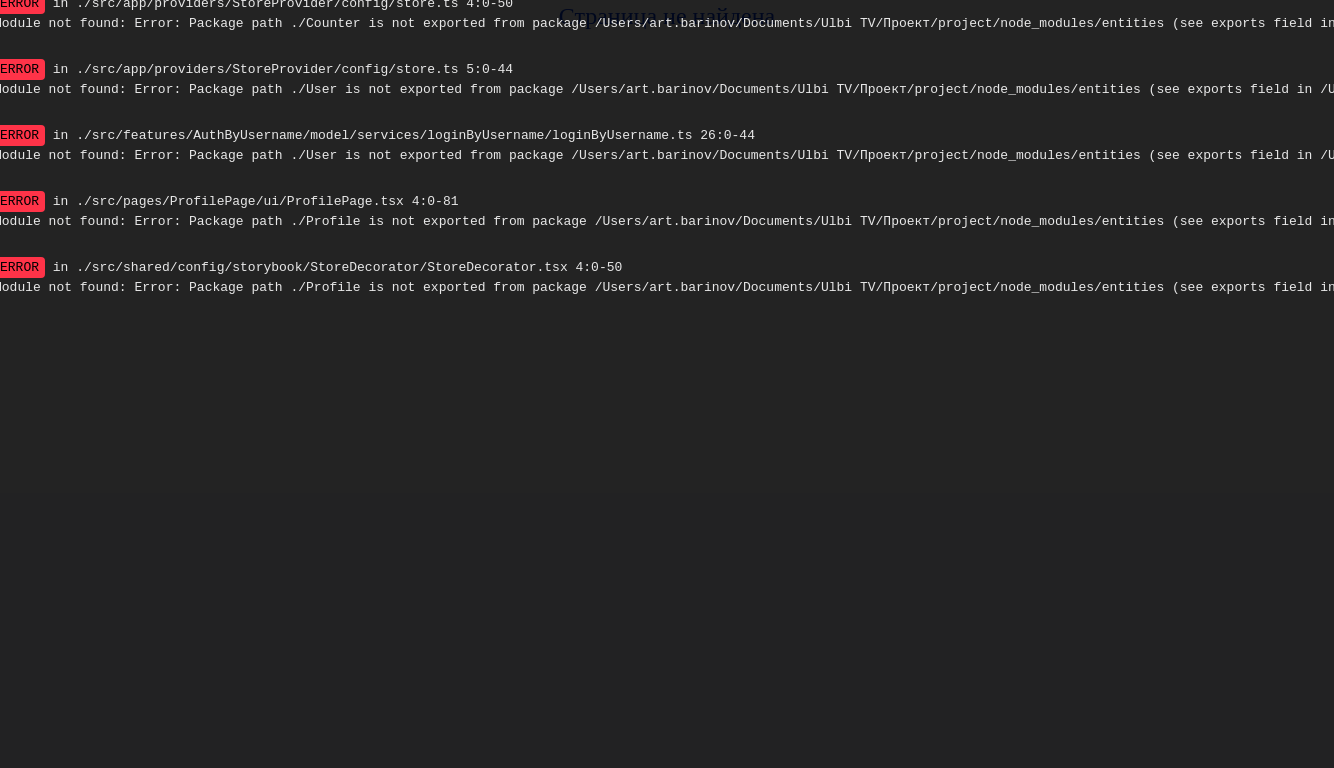 ERROR in ./src/app/providers/StoreProvider/config/store.ts 4:0-50
Страница не найдена
Module not found: Error: Package path ./Counter is not exported from package /Users/art.barinov/Documents/Ulbi TV/Проект/project/node_modules/entities (see exports field in
ERROR in ./src/app/providers/StoreProvider/config/store.ts 5:0-44
Module not found: Error: Package path ./User is not exported from package /Users/art.barinov/Documents/Ulbi TV/Проект/project/node_modules/entities (see exports field in /U
ERROR in ./src/features/AuthByUsername/model/services/loginByUsername/loginByUsername.ts 26:0-44
Module not found: Error: Package path ./User is not exported from package /Users/art.barinov/Documents/Ulbi TV/Проект/project/node_modules/entities (see exports field in /U
ERROR in ./src/pages/ProfilePage/ui/ProfilePage.tsx 4:0-81
Module not found: Error: Package path ./Profile is not exported from package /Users/art.barinov/Documents/Ulbi TV/Проект/project/node_modules/entities (see exports field in
ERROR in ./src/shared/config/storybook/StoreDecorator/StoreDecorator.tsx 4:0-50
Module not found: Error: Package path ./Profile is not exported from package /Users/art.barinov/Documents/Ulbi TV/Проект/project/node_modules/entities (see exports field in